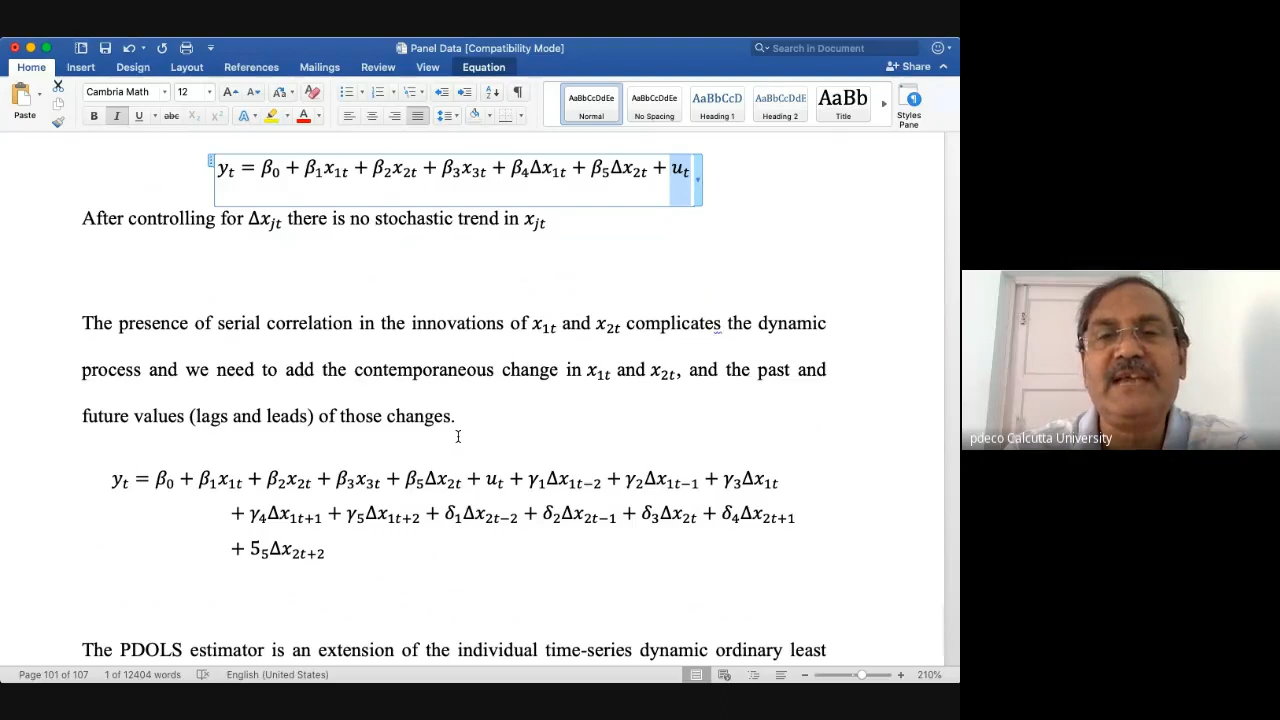 Panel Data [Compatibility Mode]
Search in Document
Home Insert Design Layout References Mailings Review View Equation Share
Cambria Math 12
Paste
B I U abc
AaBbCcDdEe AaBbCcDdEe AaBbCcD AaBbCcDdE AaBb
Normal No Spacing Heading 1 Heading 2 Title Styles Pane
yₜ = β₀ + β₁x₁ₜ + β₂x₂ₜ + β₃x₃ₜ + β₄Δx₁ₜ + β₅Δx₂ₜ + uₜ
After controlling for Δxⱼₜ there is no stochastic trend in xⱼₜ
The presence of serial correlation in the innovations of x₁ₜ and x₂ₜ complicates the dynamic
process and we need to add the contemporaneous change in x₁ₜ and x₂ₜ, and the past and
future values (lags and leads) of those changes.
yₜ = β₀ + β₁x₁ₜ + β₂x₂ₜ + β₃x₃ₜ + β₅Δx₂ₜ + uₜ + γ₁Δx₁ₜ₋₂ + γ₂Δx₁ₜ₋₁ + γ₃Δx₁ₜ
+ γ₄Δx₁ₜ₊₁ + γ₅Δx₁ₜ₊₂ + δ₁Δx₂ₜ₋₂ + δ₂Δx₂ₜ₋₁ + δ₃Δx₂ₜ + δ₄Δx₂ₜ₊₁
+ 5₅Δx₂ₜ₊₂
The PDOLS estimator is an extension of the individual time-series dynamic ordinary least
pdeco Calcutta University
Page 101 of 107 1 of 12404 words English (United States) 210%